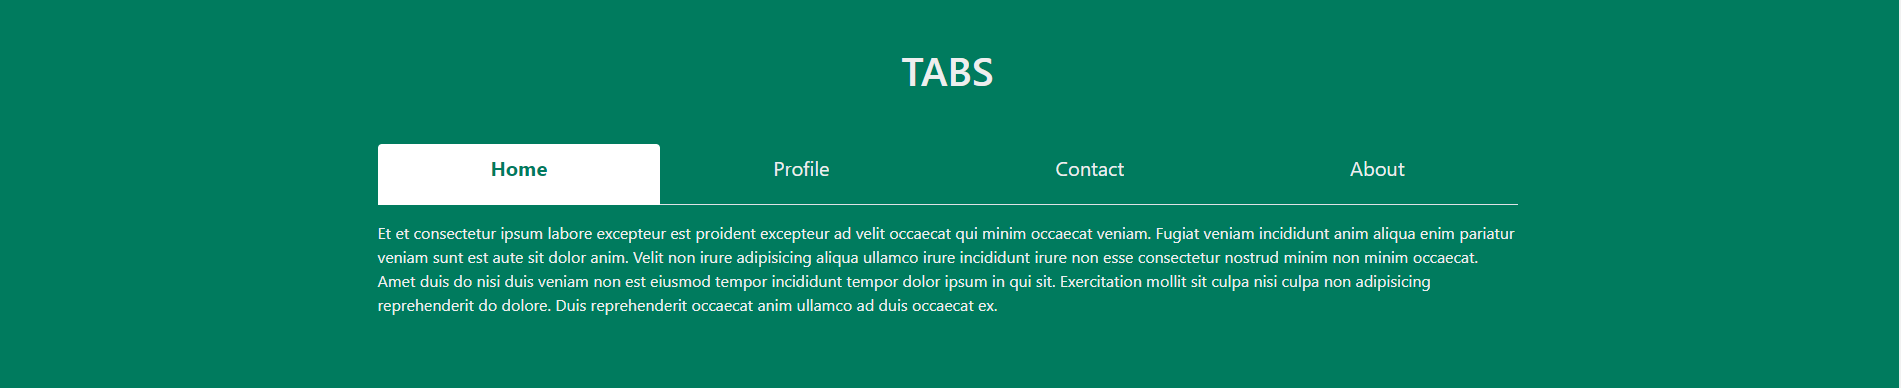 TABS
Home Profile Contact About
Et et consectetur ipsum labore excepteur est proident excepteur ad velit occaecat qui minim occaecat veniam. Fugiat veniam incididunt anim aliqua enim pariatur
veniam sunt est aute sit dolor anim. Velit non irure adipisicing aliqua ullamco irure incididunt irure non esse consectetur nostrud minim non minim occaecat.
Amet duis do nisi duis veniam non est eiusmod tempor incididunt tempor dolor ipsum in qui sit. Exercitation mollit sit culpa nisi culpa non adipisicing
reprehenderit do dolore. Duis reprehenderit occaecat anim ullamco ad duis occaecat ex.